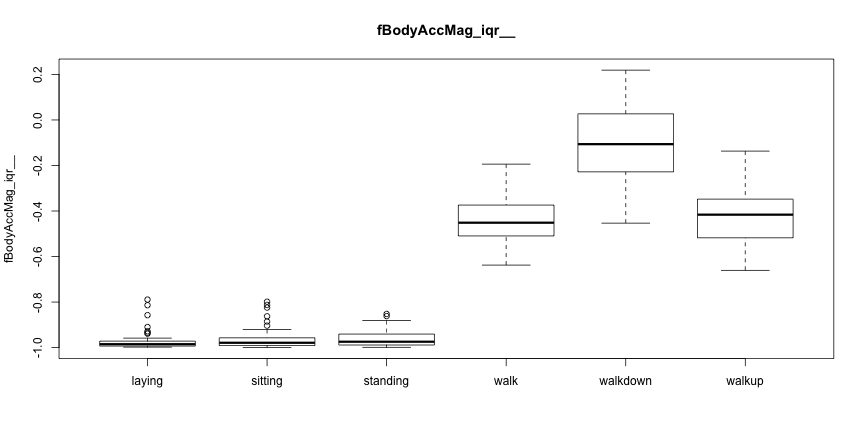 fBodyAccMag_iqr__
fBodyAccMag_iqr__
0.2
0.0
-0.2
-0.4
-0.6
-0.8
-1.0
laying sitting standing walk walkdown walkup